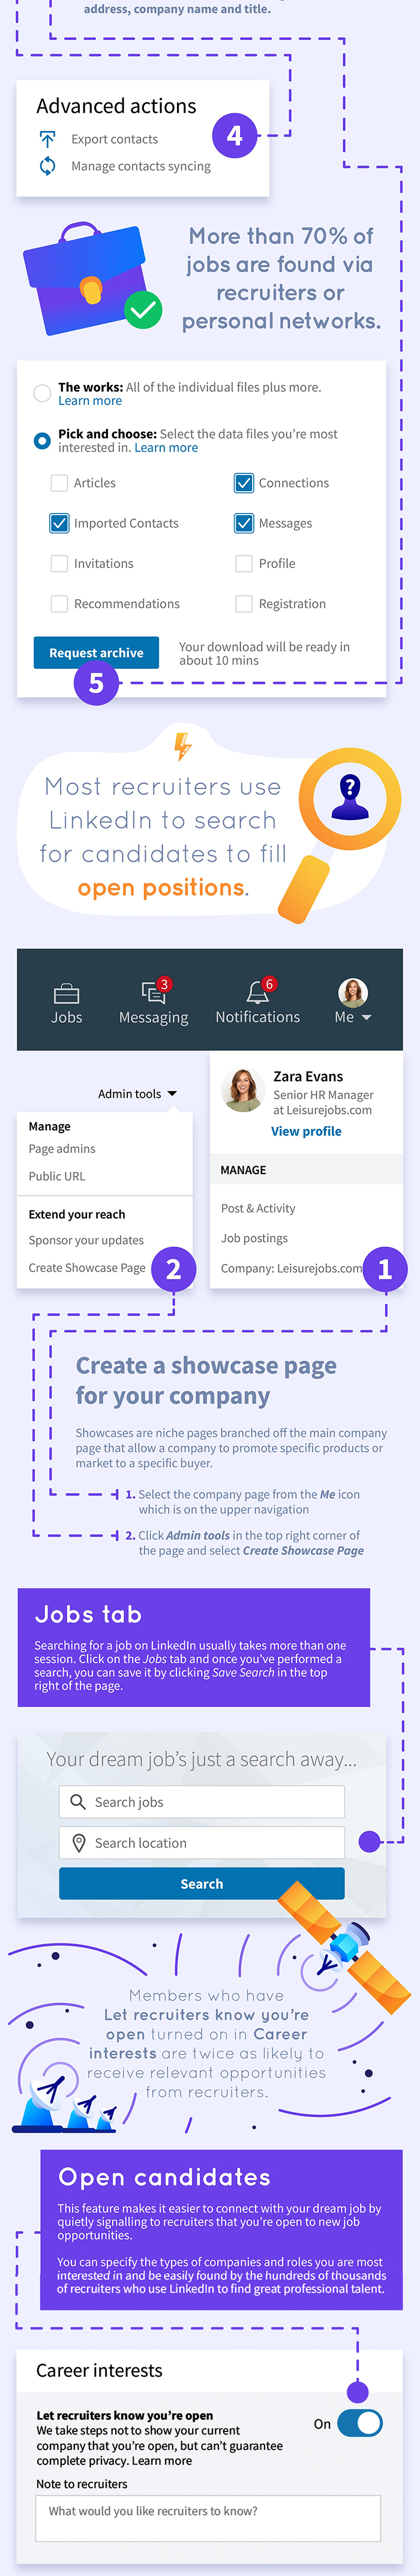 address, company name and title.
Advanced actions
Export contacts
Manage contacts syncing
4
More than 70% of
jobs are found via
recruiters or
personal networks.
The works: All of the individual files plus more.
Learn more
Pick and choose: Select the data files you're most
interested in. Learn more
Articles
Connections
Imported Contacts
Messages
Invitations
Profile
Recommendations
Registration
Request archive
Your download will be ready in
about 10 mins
5
Most recruiters use
LinkedIn to search
for candidates to fill
open positions.
?
3
6
Jobs
Messaging
Notifications
Me
Admin tools
Manage
Page admins
Public URL
Extend your reach
Sponsor your updates
Create Showcase Page
2
Zara Evans
Senior HR Manager
at Leisurejobs.com
View profile
MANAGE
Post & Activity
Job postings
Company: Leisurejobs.com
1
Create a showcase page
for your company
Showcases are niche pages branched off the main company
page that allow a company to promote specific products or
market to a specific buyer.
1. Select the company page from the Me icon
which is on the upper navigation
2. Click Admin tools in the top right corner of
the page and select Create Showcase Page
Jobs tab
Searching for a job on LinkedIn usually takes more than one
session. Click on the Jobs tab and once you've performed a
search, you can save it by clicking Save Search in the top
right of the page.
Your dream job's just a search away...
Search jobs
Search location
Search
Members who have
Let recruiters know you're
open turned on in Career
interests are twice as likely to
receive relevant opportunities
from recruiters.
Open candidates
This feature makes it easier to connect with your dream job by
quietly signalling to recruiters that you're open to new job
opportunities.
You can specify the types of companies and roles you are most
interested in and be easily found by the hundreds of thousands
of recruiters who use LinkedIn to find great professional talent.
Career interests
Let recruiters know you're open
We take steps not to show your current
company that you're open, but can't guarantee
complete privacy. Learn more
On
Note to recruiters
What would you like recruiters to know?